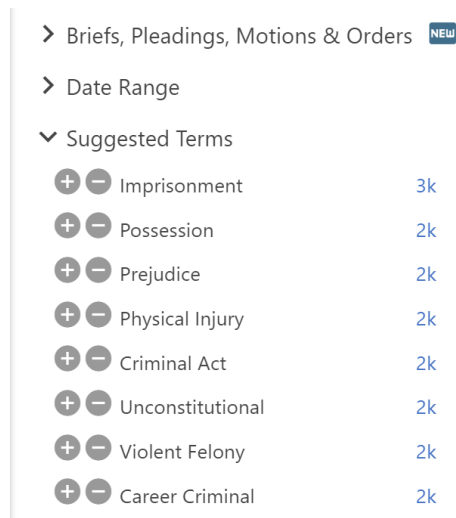 Briefs, Pleadings, Motions & Orders NEW
Date Range
Suggested Terms
Imprisonment 3k
Possession 2k
Prejudice 2k
Physical Injury 2k
Criminal Act 2k
Unconstitutional 2k
Violent Felony 2k
Career Criminal 2k